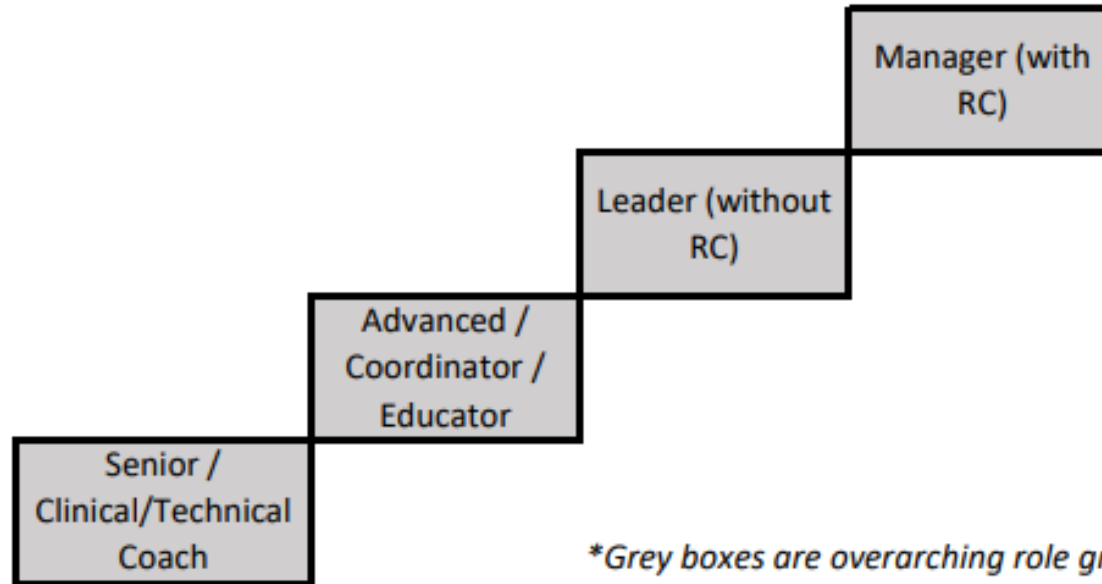 Manager (with
RC)
Leader (without
RC)
Advanced /
Coordinator /
Educator
Senior /
Clinical/Technical
Coach
*Grey boxes are overarching role